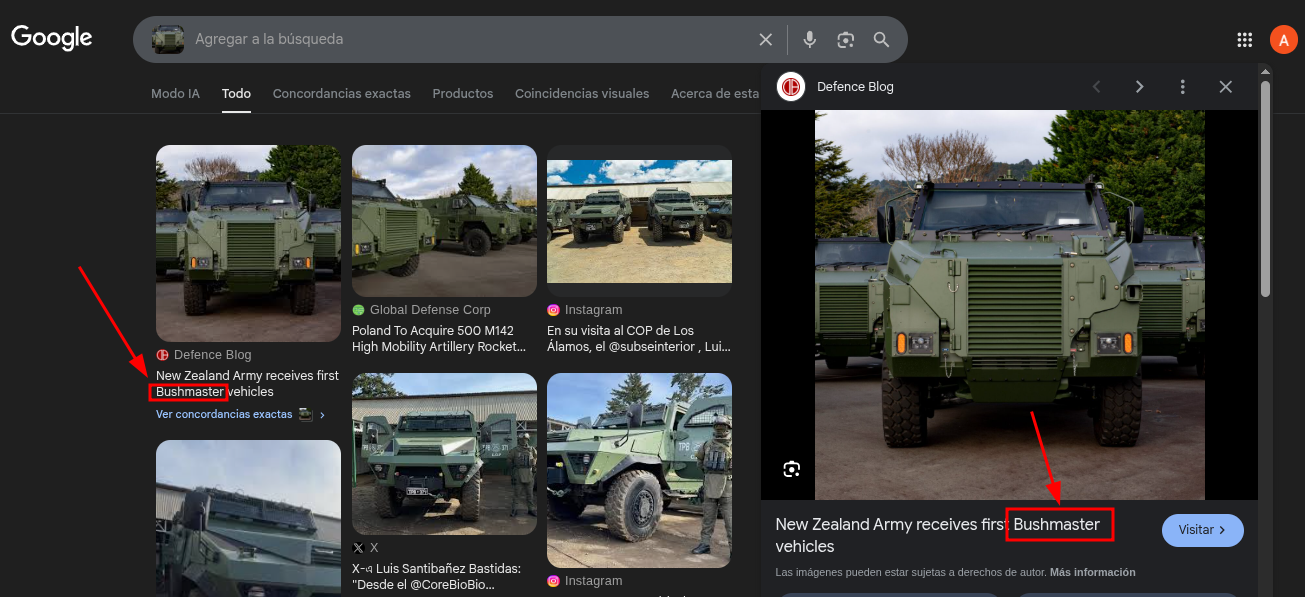 Google
Agregar a la búsqueda
A
Modo IA
Todo
Concordancias exactas
Productos
Coincidencias visuales
Acerca de esta
Defence Blog
Defence Blog
New Zealand Army receives first
Bushmaster vehicles
Ver concordancias exactas
Global Defense Corp
Poland To Acquire 500 M142
High Mobility Artillery Rocket...
Instagram
En su visita al COP de Los
Álamos, el @subseinterior , Lui...
X
X-এ Luis Santibañez Bastidas:
"Desde el @CoreBioBio...
Instagram
New Zealand Army receives first Bushmaster
vehicles
Visitar
Las imágenes pueden estar sujetas a derechos de autor. Más información